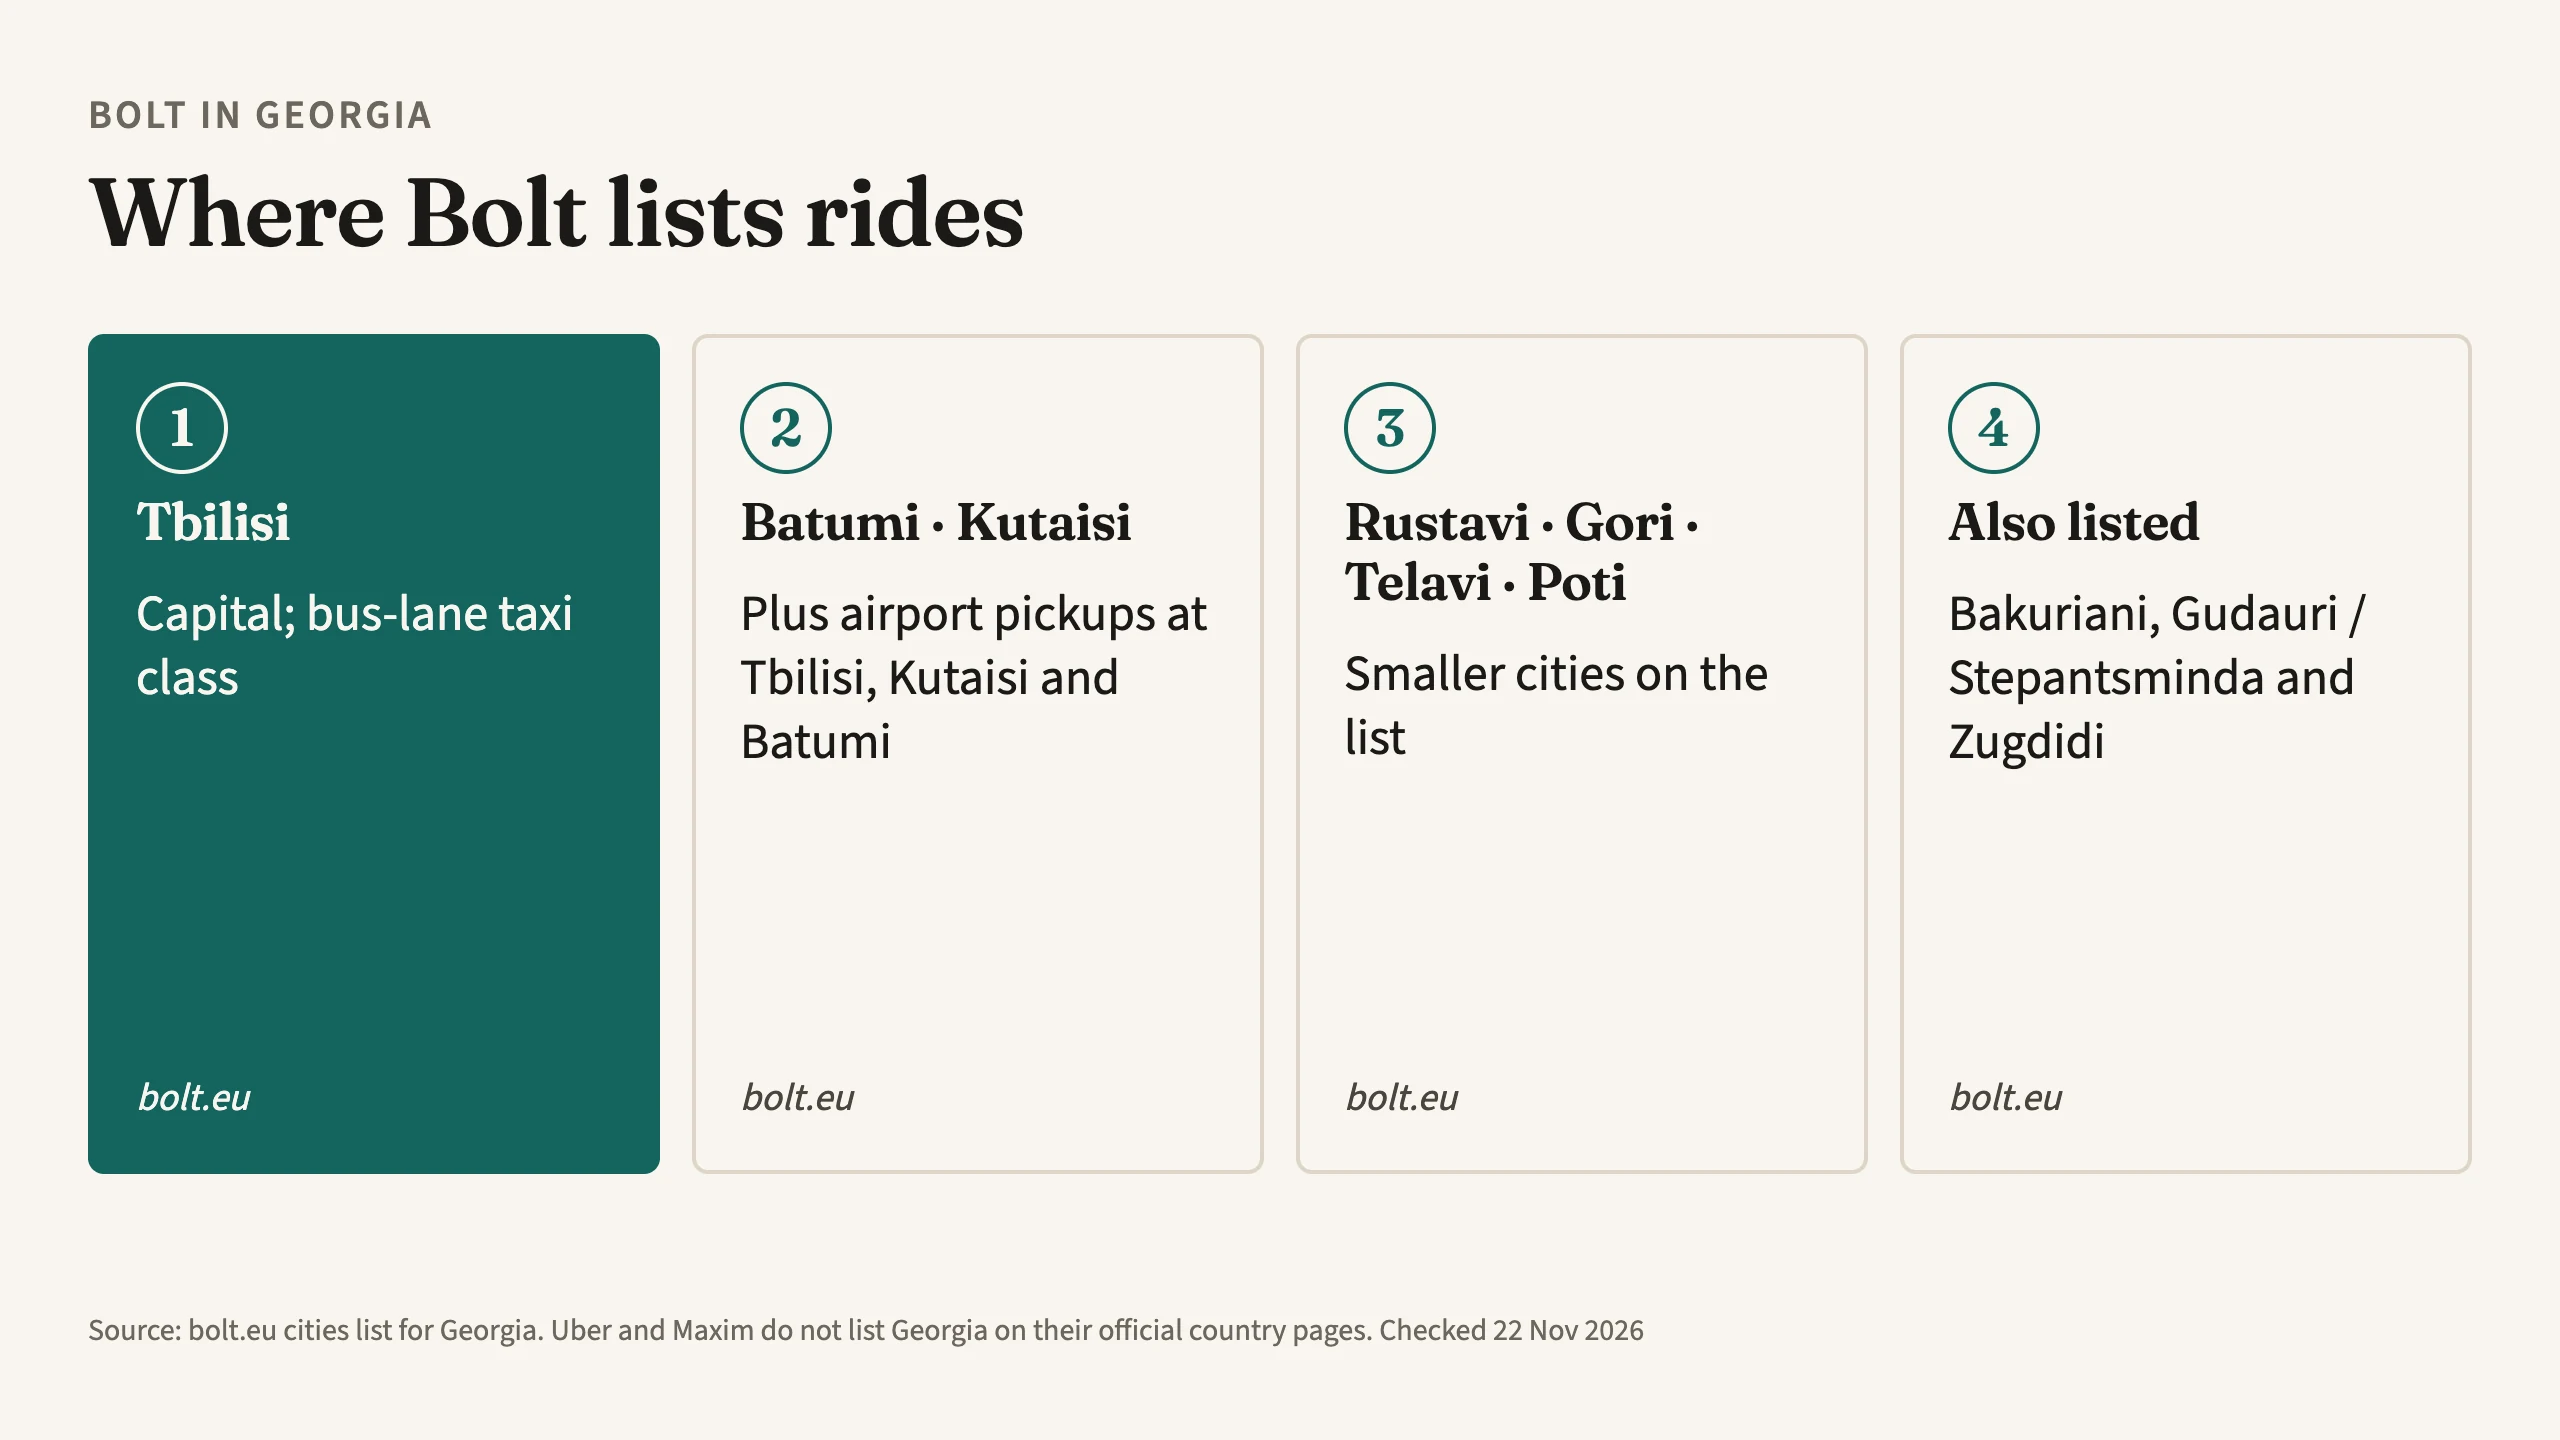 BOLT IN GEORGIA
Where Bolt lists rides
1
Tbilisi
Capital; bus-lane taxi
class
bolt.eu
2
Batumi · Kutaisi
Plus airport pickups at
Tbilisi, Kutaisi and
Batumi
bolt.eu
3
Rustavi · Gori ·
Telavi · Poti
Smaller cities on the
list
bolt.eu
4
Also listed
Bakuriani, Gudauri /
Stepantsminda and
Zugdidi
bolt.eu
Source: bolt.eu cities list for Georgia. Uber and Maxim do not list Georgia on their official country pages. Checked 22 Nov 2026